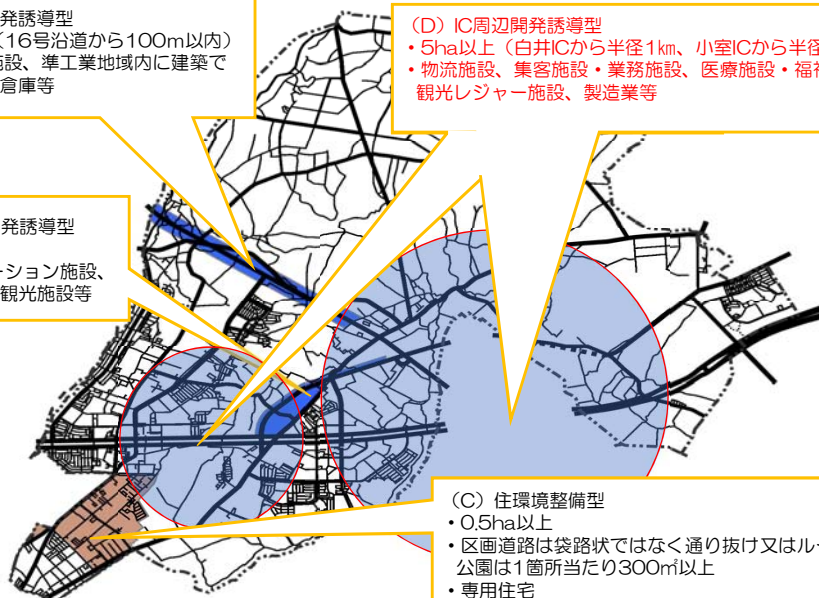 発誘導型
（16号沿道から100m以内）
施設、準工業地域内に建築で
倉庫等
（D）IC周辺開発誘導型
・5ha以上（白井ICから半径1㎞、小室ICから半径
・物流施設、集客施設・業務施設、医療施設・福祉
観光レジャー施設、製造業等
発誘導型
ーション施設、
観光施設等
（C）住環境整備型
・0.5ha以上
・区画道路は袋路状ではなく通り抜け又はルー
公園は1箇所当たり300㎡以上
・専用住宅